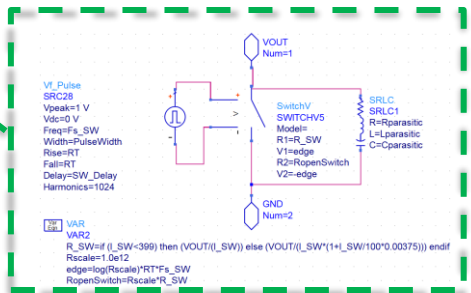 VOUT
Num=1
Vf_Pulse
SRC28
Vpeak=1 V
Vdc=0 V
Freq=Fs_SW
Width=PulseWidth
Rise=RT
Fall=RT
Delay=SW_Delay
Harmonics=1024
+
-
+
>
-
SwitchV
SWITCHV5
Model=
R1=R_SW
V1=edge
R2=RopenSwitch
V2=-edge
SRLC
SRLC1
R=Rparasitic
L=Lparasitic
C=Cparasitic
GND
Num=2
Var
Eqn
VAR
VAR2
R_SW=if (I_SW<399) then (VOUT/(I_SW)) else (VOUT/(I_SW*(1+I_SW/100*0.00375))) endif
Rscale=1.0e12
edge=log(Rscale)*RT*Fs_SW
RopenSwitch=Rscale*R_SW